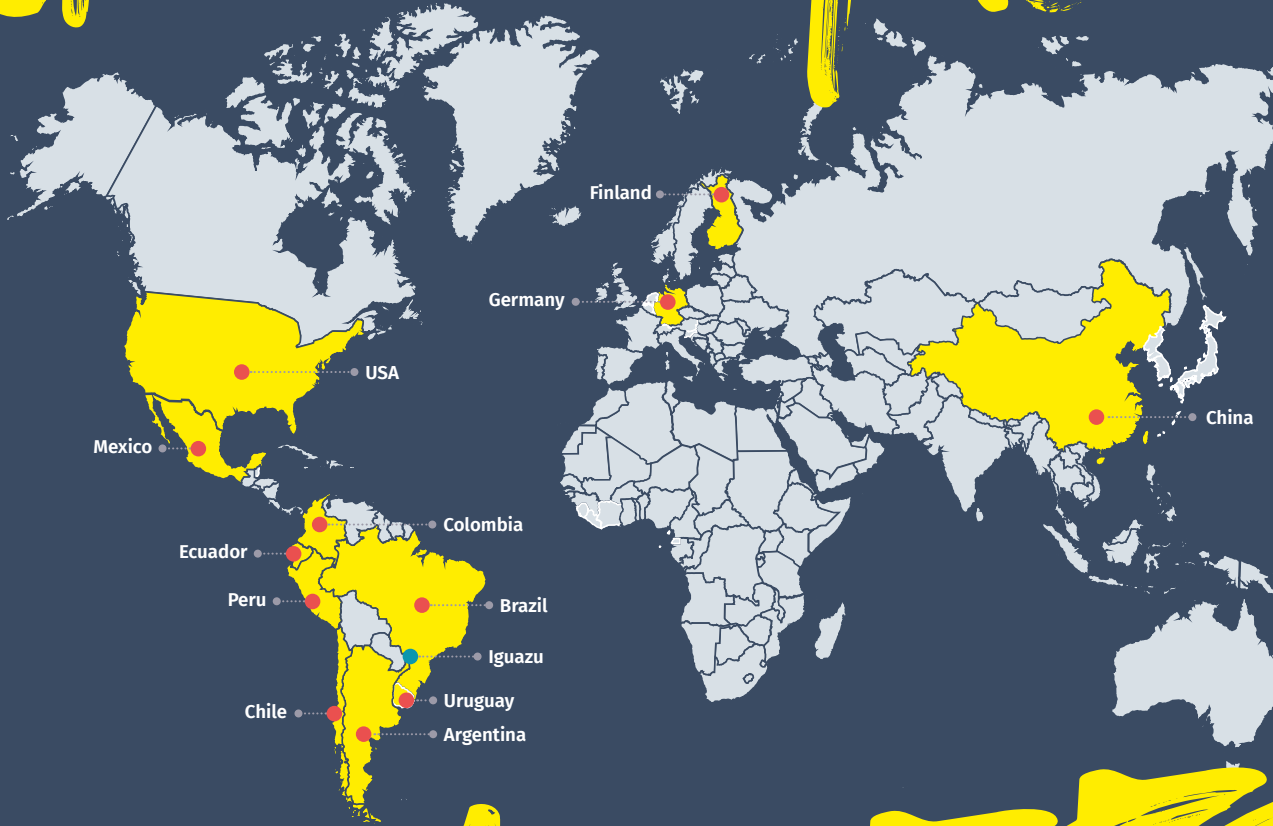 Finland
Germany
USA
Mexico
China
Colombia
Ecuador
Peru
Brazil
Iguazu
Uruguay
Chile
Argentina